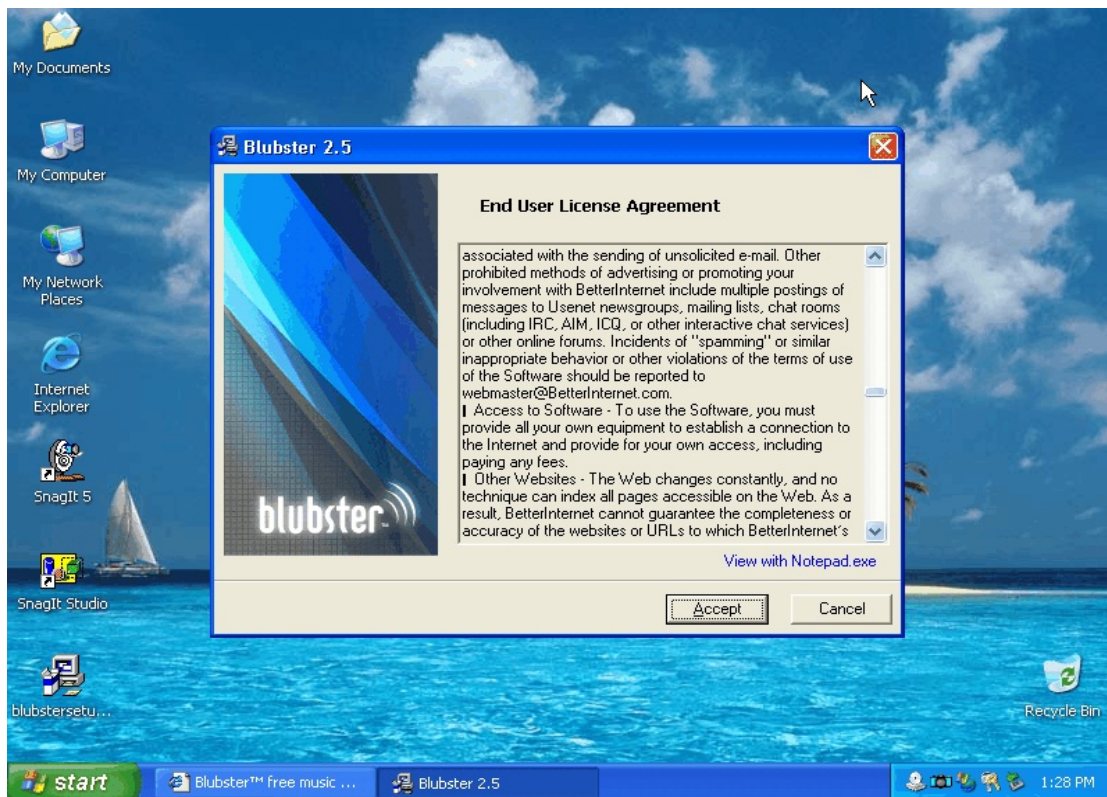 My Documents
My Computer
My Network
Places
Internet
Explorer
SnagIt 5
SnagIt Studio
blubstersetu...
Blubster 2.5
End User License Agreement
associated with the sending of unsolicited e-mail. Other
prohibited methods of advertising or promoting your
involvement with BetterInternet include multiple postings of
messages to Usenet newsgroups, mailing lists, chat rooms
(including IRC, AIM, ICQ, or other interactive chat services)
or other online forums. Incidents of "spamming" or similar
inappropriate behavior or other violations of the terms of use
of the Software should be reported to
webmaster@BetterInternet.com.
Access to Software - To use the Software, you must
provide all your own equipment to establish a connection to
the Internet and provide for your own access, including
paying any fees.
Other Websites - The Web changes constantly, and no
technique can index all pages accessible on the Web. As a
result, BetterInternet cannot guarantee the completeness or
accuracy of the websites or URLs to which BetterInternet´s
blubster
View with Notepad.exe
Accept
Cancel
Recycle Bin
start
Blubster™ free music ...
Blubster 2.5
1:28 PM